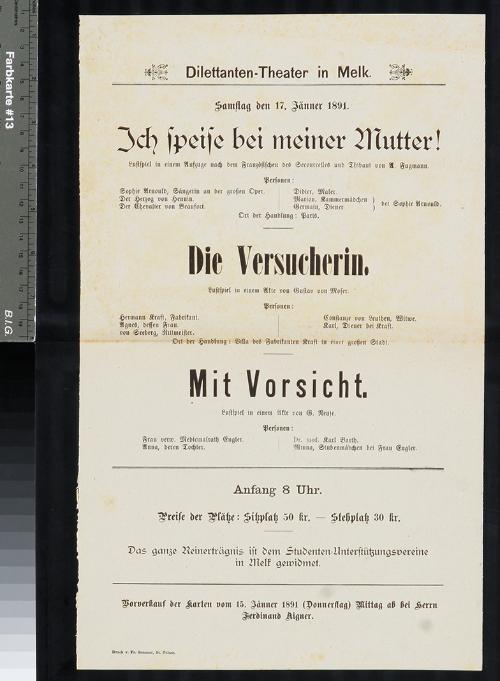 Dilettanten-Theater in Melk.
Samstag den 17. Jänner 1891.
Ich speise bei meiner Mutter!
Lustspiel in einem Aufzuge nach dem Französischen des Decourcelles und Thibaut von A. Fuzmann.
Personen:
Sophie Arnould, Sängerin an der großen Oper.
Der Herzog von Hennin.
Der Chevalier von Beaufort.
Didier, Maler.
Marion, Kammermädchen } bei Sophie Arnould.
Germain, Diener
Ort der Handlung: Paris.
Die Versucherin.
Lustspiel in einem Akte von Gustav von Moser.
Personen:
Hermann Kraft, Fabrikant.
Agnes, dessen Frau.
von Seeberg, Rittmeister.
Constanze von Leuthen, Witwe.
Karl, Diener bei Kraft.
Ort der Handlung: Villa des Fabrikanten Kraft in einer großen Stadt.
Mit Vorsicht.
Lustspiel in einem Akte von G.
Personen:
Frau verw. Medicinalrath Engler.
Anna, deren Tochter.
Dr. med. Karl Barth.
Minna, Stubenmädchen bei Frau Engler.
Anfang 8 Uhr.
Preise der Plätze: Sitzplatz 50 kr. — Stehplatz 30 kr.
Das ganze Reinerträgnis ist dem Studenten-Unterstützungsvereine
in Melk gewidmet.
Vorverkauf der Karten vom 15. Jänner 1891 (Donnerstag) Mittag ab bei Herrn
Ferdinand Aigner.
Druck v. Fr. St. Pölten.
Farbkarte #13
B.I.G.